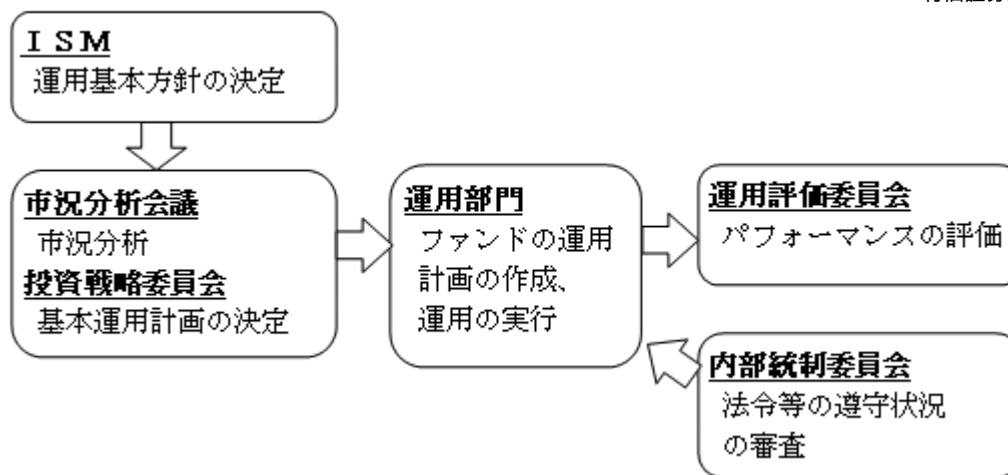 ＩＳＭ
運用基本方針の決定
市況分析会議
市況分析
投資戦略委員会
基本運用計画の決定
運用部門
ファンドの運用
計画の作成、
運用の実行
運用評価委員会
パフォーマンスの評価
内部統制委員会
法令等の遵守状況
の審査